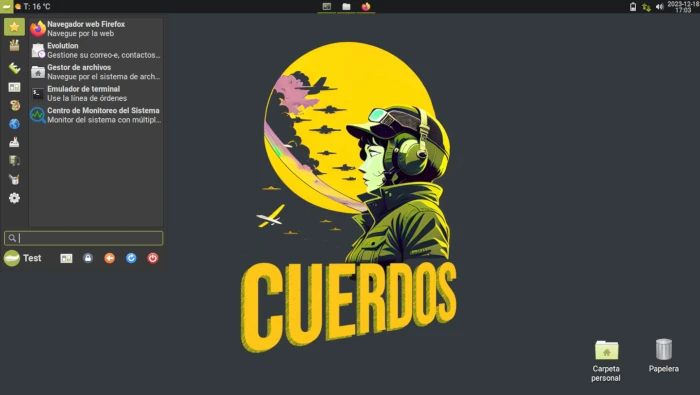 T: 16 °C
2023-12-18
17:03
Navegador web Firefox
Navegue por la web
Evolution
Gestione su correo-e, contactos...
Gestor de archivos
Navegue por el sistema de arch...
Emulador de terminal
Use la línea de órdenes
Centro de Monitoreo del Sistema
Monitor del sistema con múltipl...
Test
CUERDOS
Carpeta
personal
Papelera